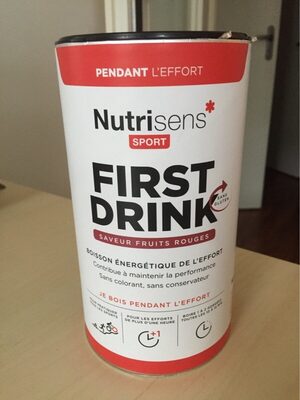 PENDANT L'EFFORT
Nutrisens*
SPORT
FIRST
DRINK
SANS
GLUTEN
SAVEUR FRUITS ROUGES
BOISSON ÉNERGÉTIQUE DE L'EFFORT
Contribue à maintenir la performance
Sans colorant, sans conservateur
JE BOIS PENDANT L'EFFORT
POUR LES EFFORTS
DE PLUS D'UNE HEURE
+1